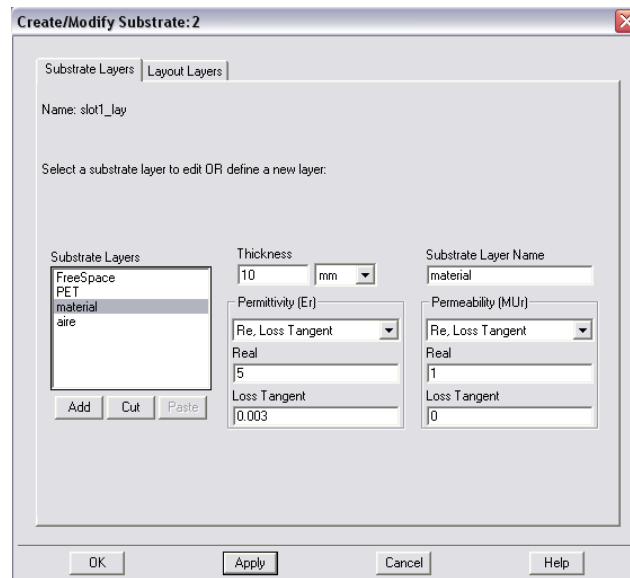 Create/Modify Substrate:2
Substrate Layers
Layout Layers
Name: slot1_lay
Select a substrate layer to edit OR define a new layer:
Substrate Layers
FreeSpace
PET
material
aire
Add
Cut
Paste
Thickness
10
mm
Permittivity (Er)
Re, Loss Tangent
Real
5
Loss Tangent
0.003
Substrate Layer Name
material
Permeability (MUr)
Re, Loss Tangent
Real
1
Loss Tangent
0
OK
Apply
Cancel
Help